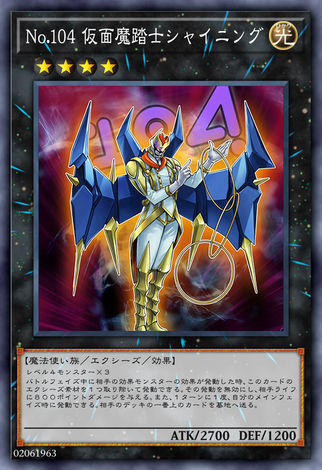 No.104 仮面魔踏士シャイニング
光
104
【魔法使い族／エクシーズ／効果】
レベル4モンスター×3
バトルフェイズ中に相手の効果モンスターの効果が発動した時、このカードの
エクシーズ素材を1つ取り除いて発動できる。その発動を無効にし、相手ライフ
に800ポイントダメージを与える。また、1ターンに1度、自分のメインフェ
イズ時に発動できる。相手のデッキの一番上のカードを墓地へ送る。
ATK/2700 DEF/1200
02061963